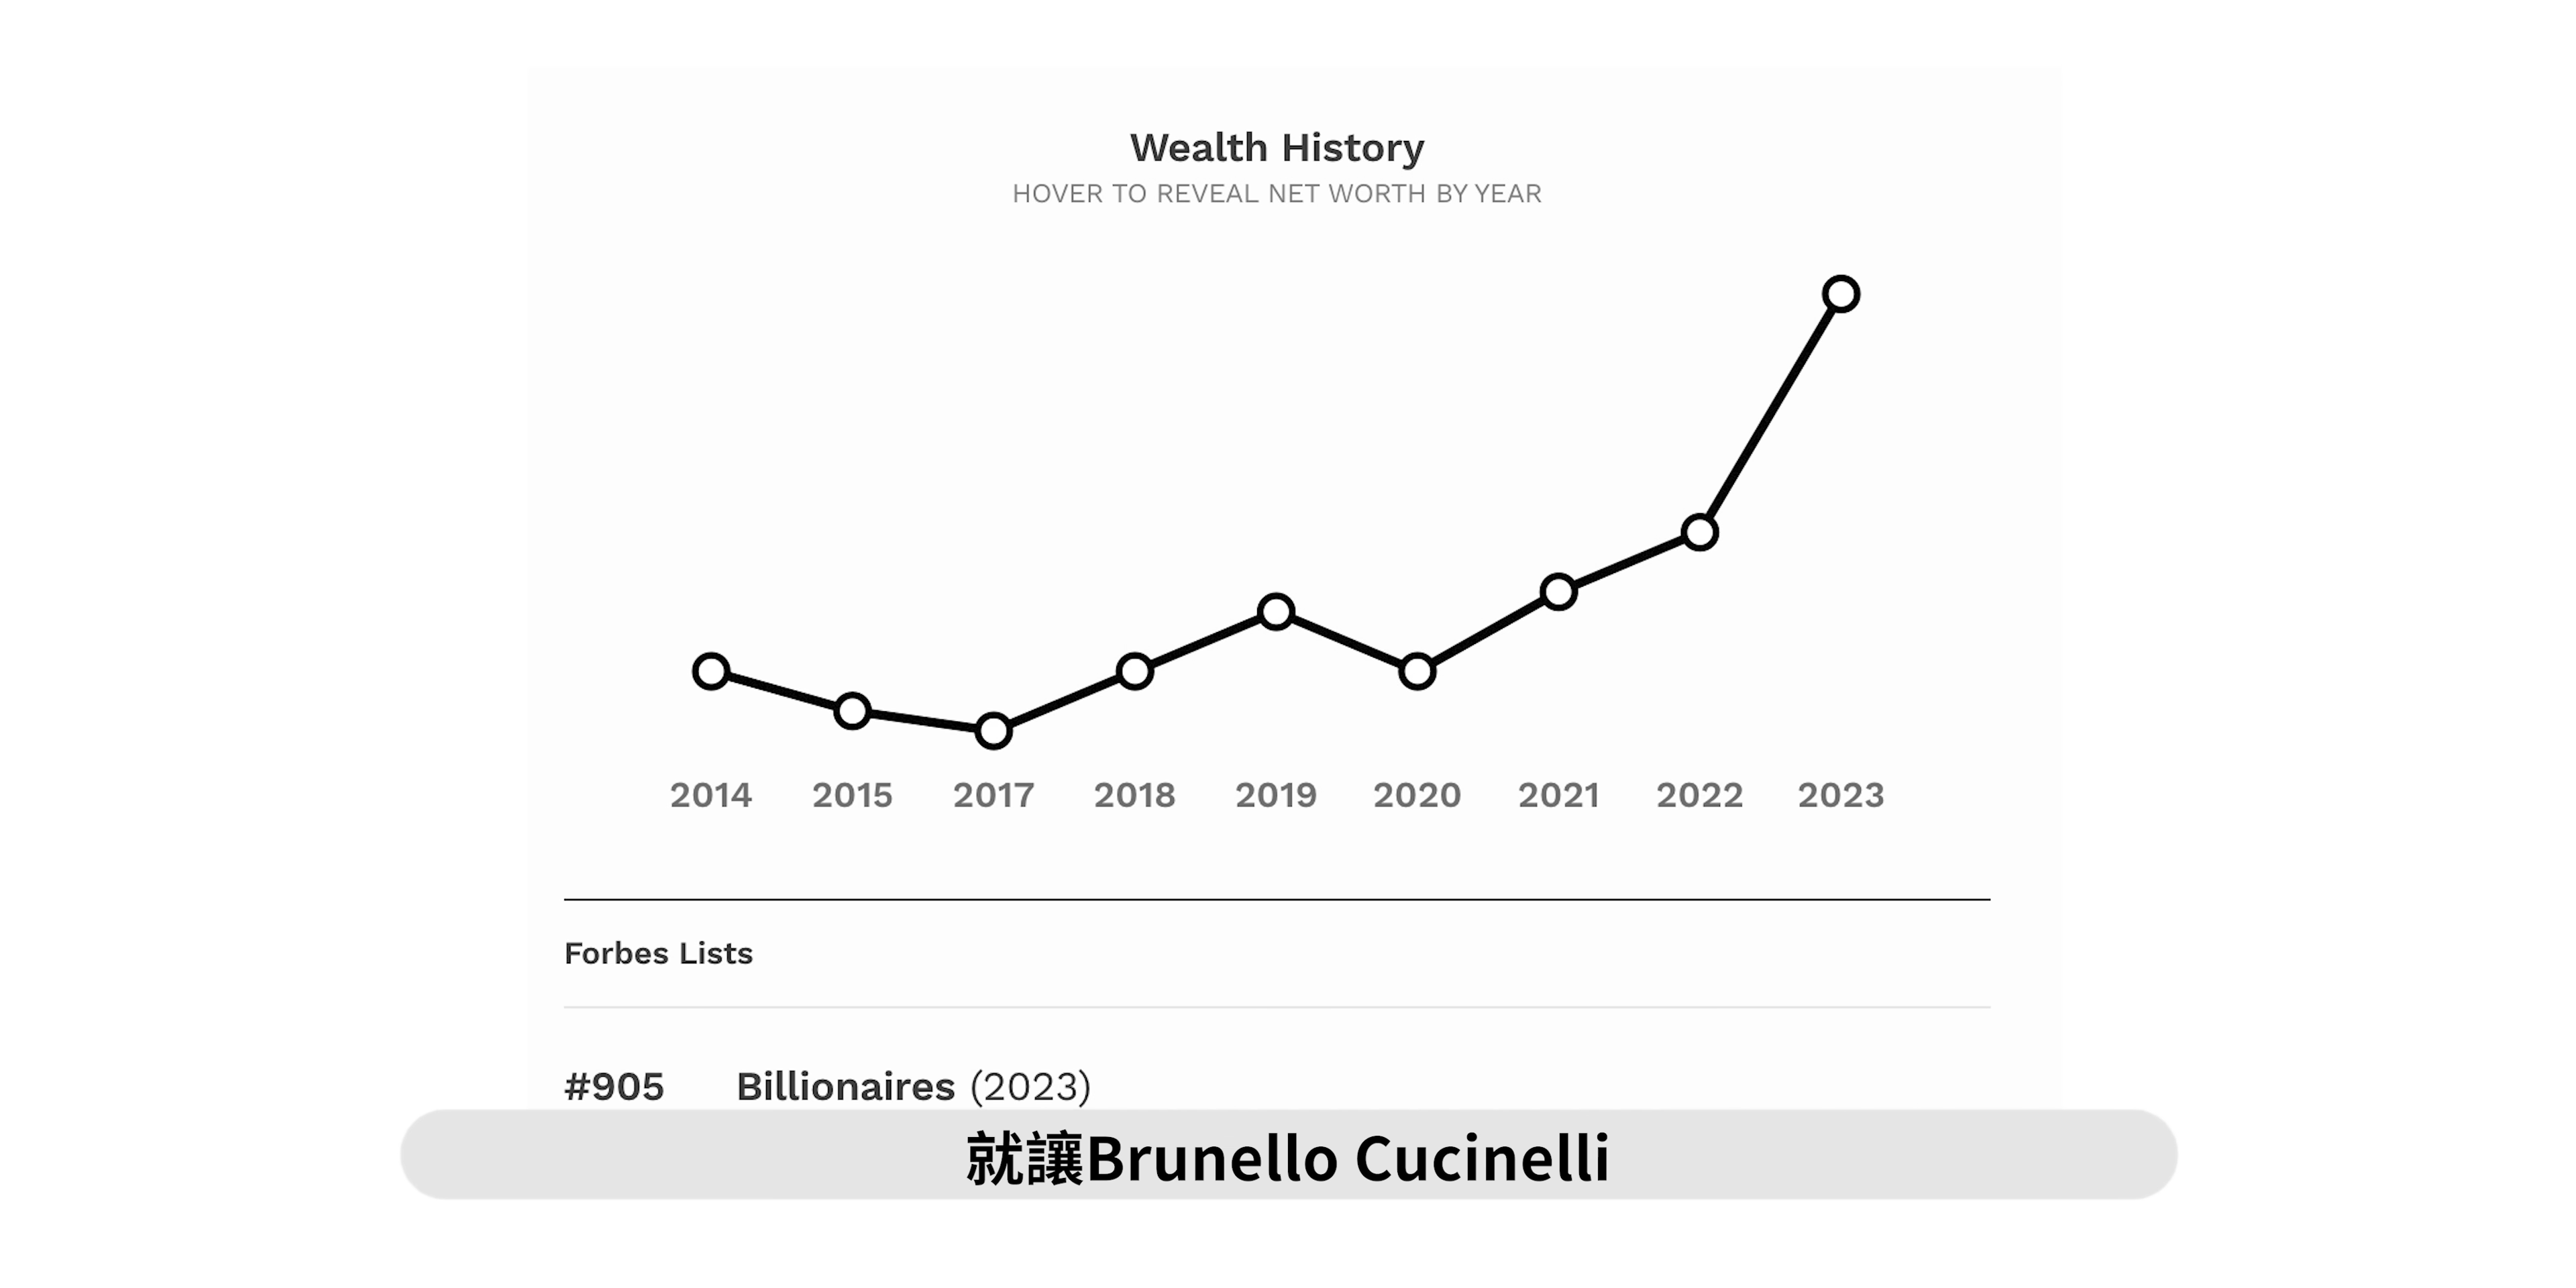 Wealth History
HOVER TO REVEAL NET WORTH BY YEAR
2014 2015 2017 2018 2019 2020 2021 2022 2023
Forbes Lists
#905 Billionaires (2023)
就讓Brunello Cucinelli